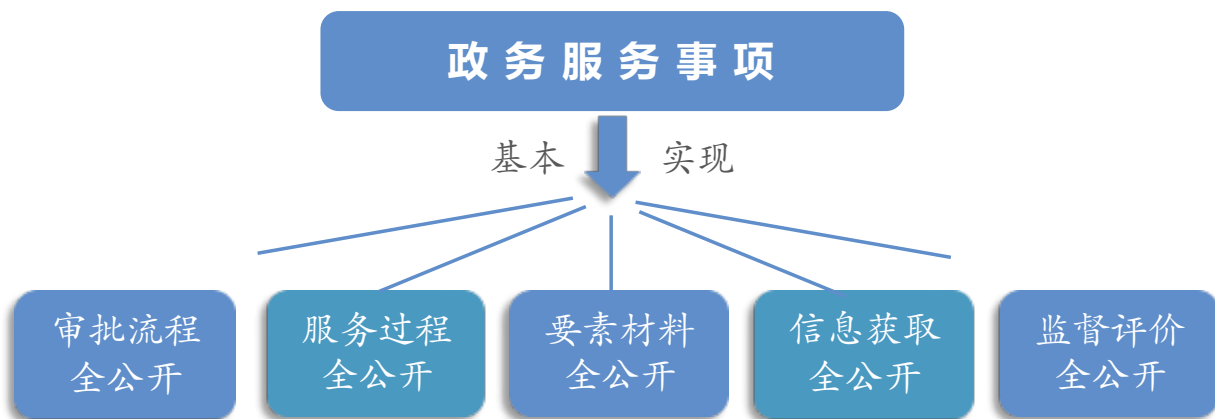 政务服务事项
基本 实现
审批流程
全公开
服务过程
全公开
要素材料
全公开
信息获取
全公开
监督评价
全公开